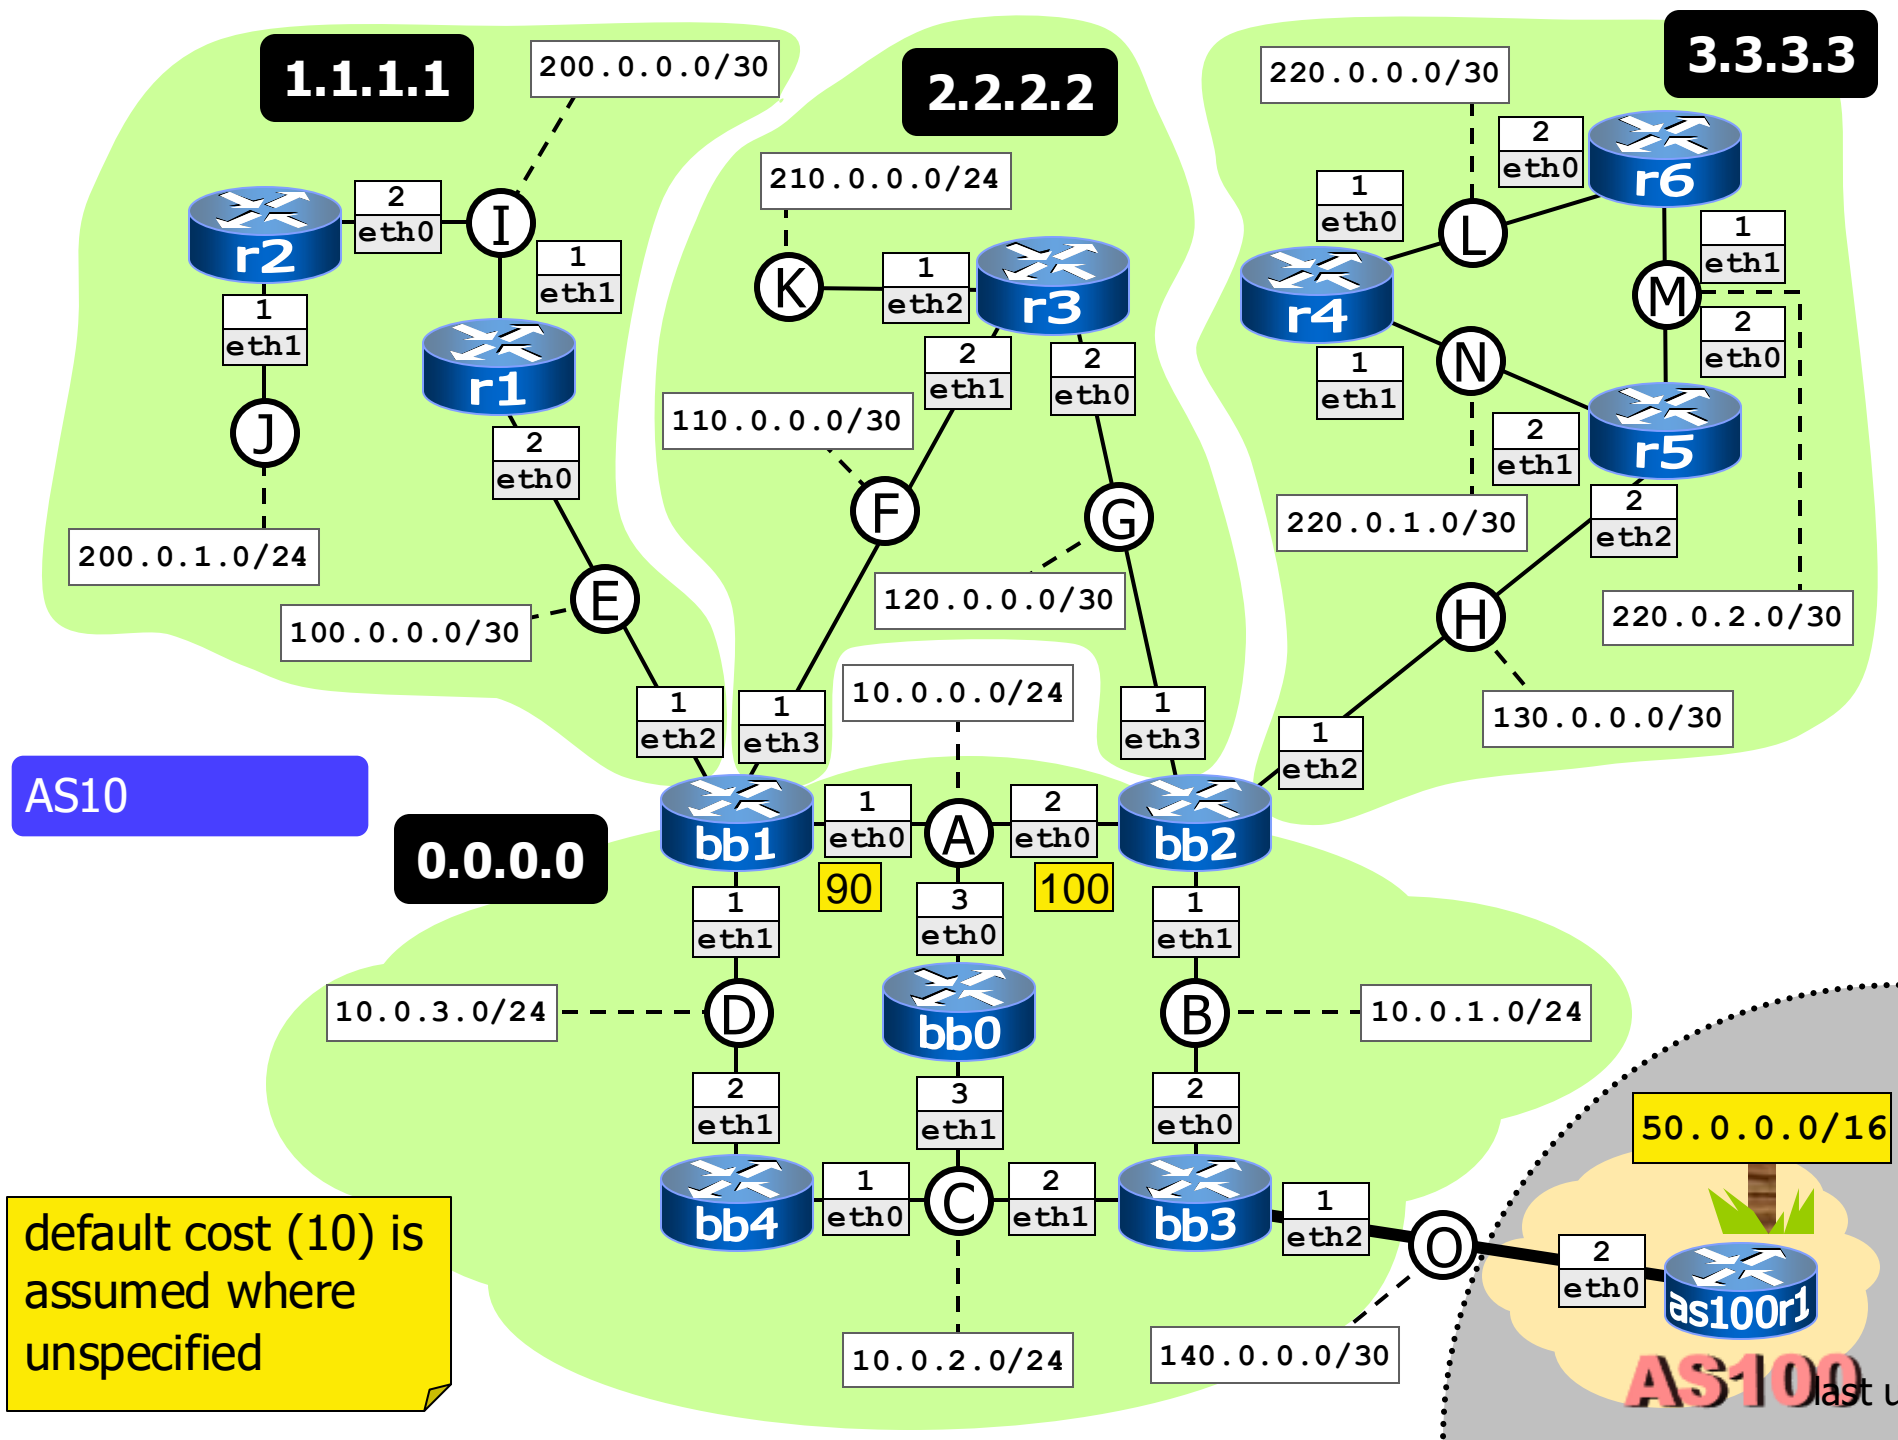 1.1.1.1
200.0.0.0/30
2.2.2.2
220.0.0.0/30
3.3.3.3
r2
2
eth0
I
1
eth1
1
eth1
r1
J
2
eth0
200.0.1.0/24
100.0.0.0/30
E
1
eth2
210.0.0.0/24
K
1
eth2
r3
2
eth1
2
eth0
110.0.0.0/30
F
G
120.0.0.0/30
1
eth3
10.0.0.0/24
1
eth3
2
eth0
r6
1
eth0
L
1
eth1
r4
M
2
eth0
N
1
eth1
2
eth1
r5
2
eth2
220.0.1.0/30
H
220.0.2.0/30
130.0.0.0/30
1
eth2
AS10
0.0.0.0
bb1
1
eth0
A
2
eth0
bb2
90
100
1
eth1
3
eth0
1
eth1
10.0.3.0/24
D
bb0
B
10.0.1.0/24
2
eth1
3
eth1
2
eth0
bb4
1
eth0
C
2
eth1
bb3
1
eth2
O
2
eth0
as100r1
50.0.0.0/16
10.0.2.0/24
140.0.0.0/30
AS100
last u
default cost (10) is
assumed where
unspecified